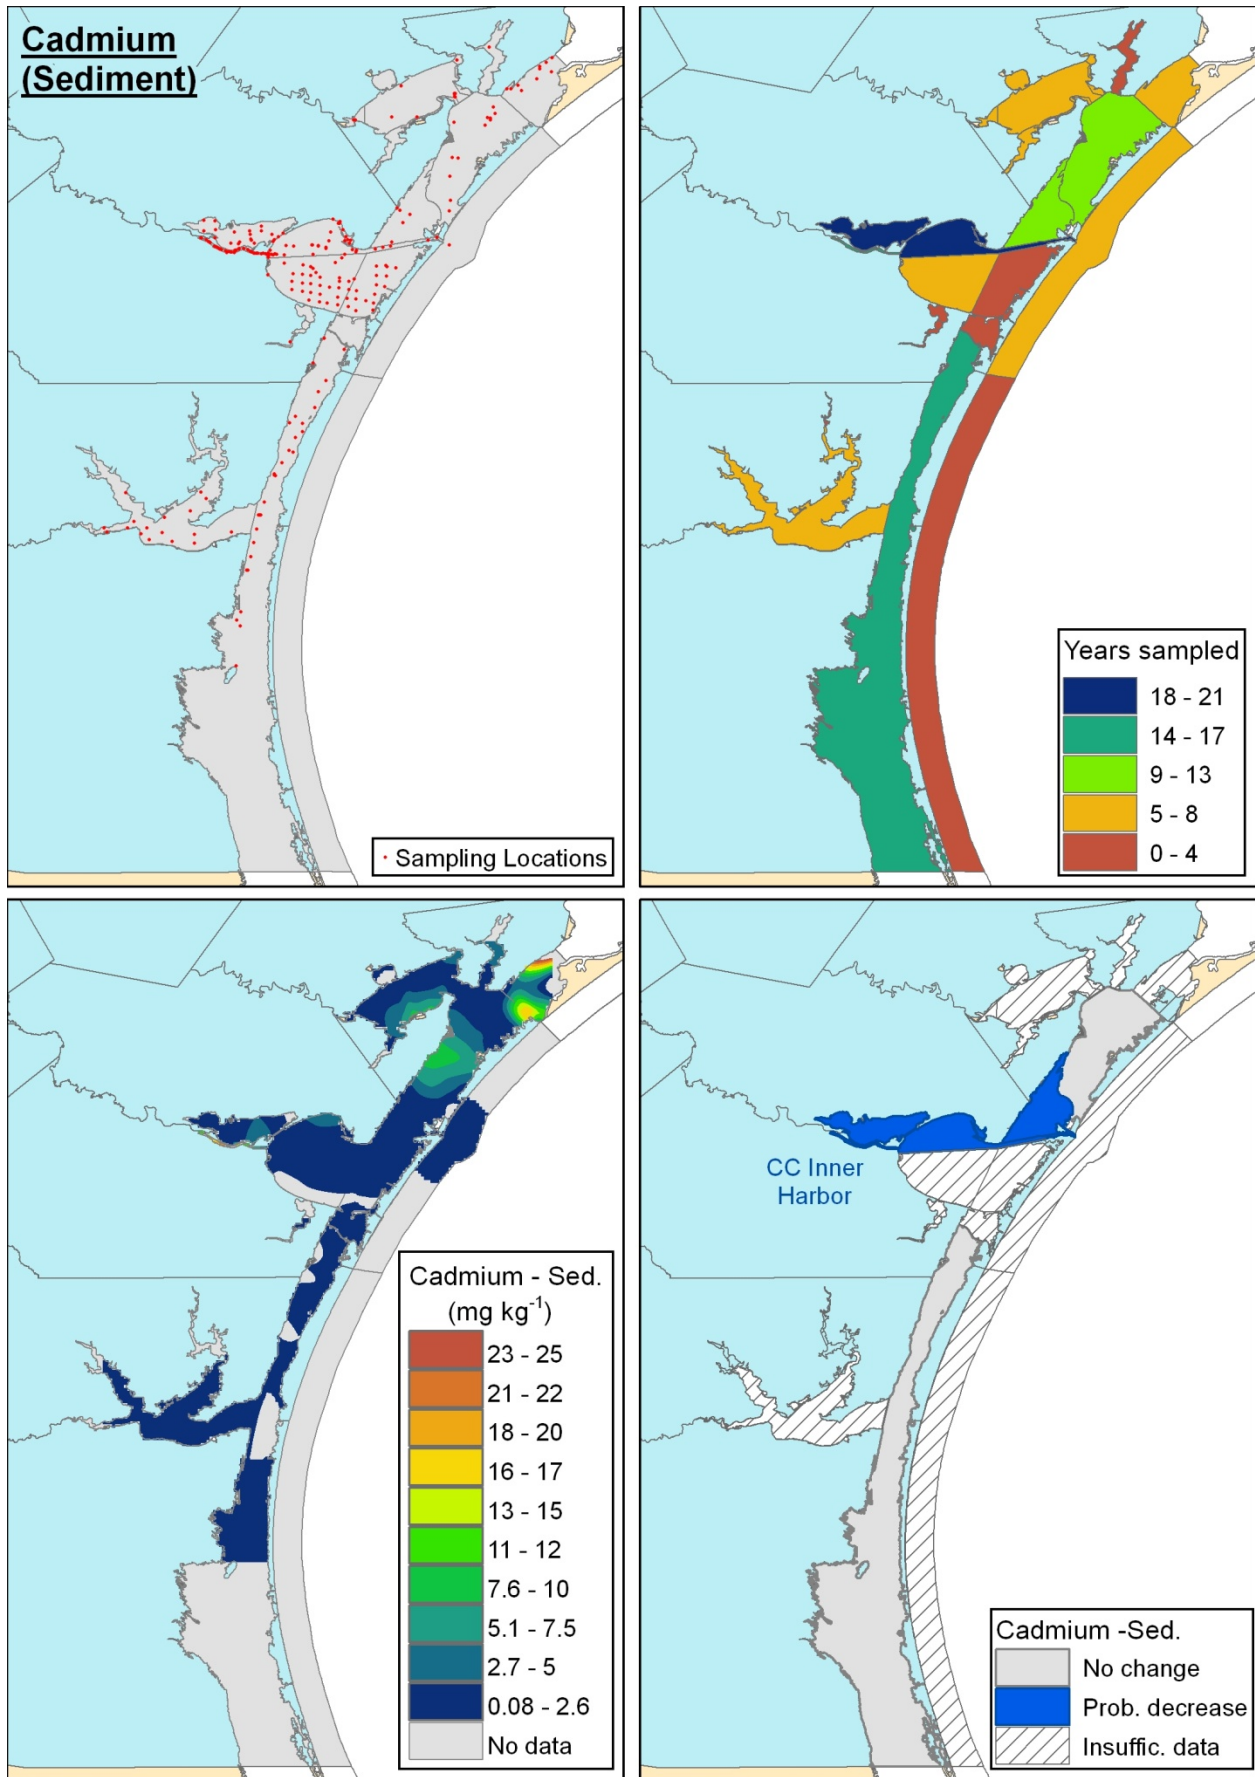 Cadmium
(Sediment)
Sampling Locations
Years sampled
18 - 21
14 - 17
9 - 13
5 - 8
0 - 4
Cadmium - Sed.
(mg kg⁻¹)
23 - 25
21 - 22
18 - 20
16 - 17
13 - 15
11 - 12
7.6 - 10
5.1 - 7.5
2.7 - 5
0.08 - 2.6
No data
CC Inner
Harbor
Cadmium -Sed.
No change
Prob. decrease
Insuffic. data